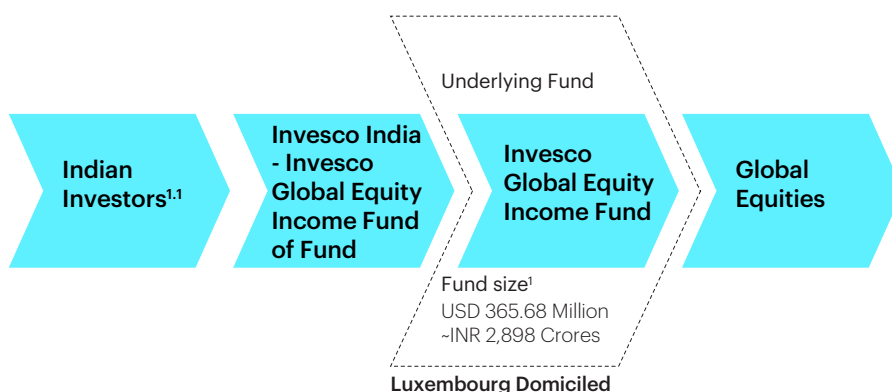 Underlying Fund
Indian
Investors1.1
Invesco India
- Invesco
Global Equity
Income Fund
of Fund
Invesco
Global Equity
Income Fund
Global
Equities
Fund size1
USD 365.68 Million
~INR 2,898 Crores
Luxembourg Domiciled